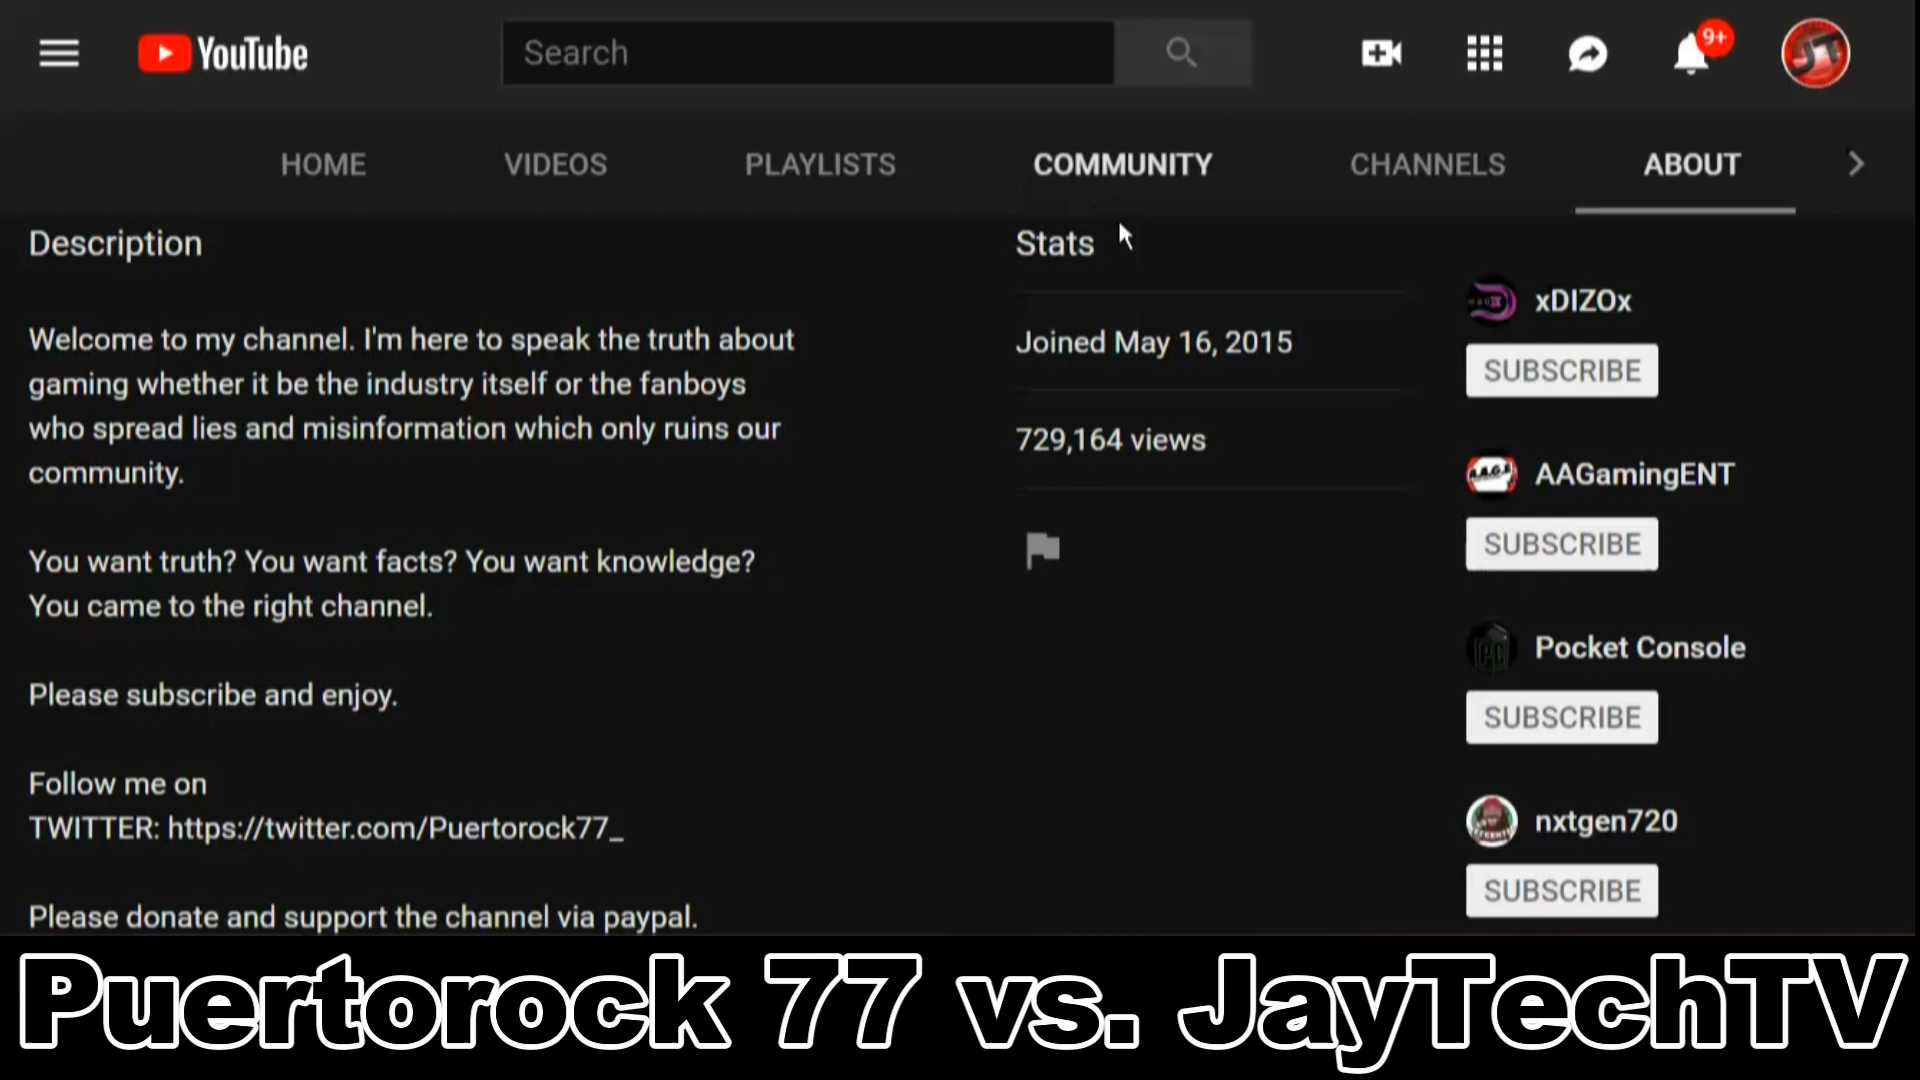 YouTube
Search
9+
JT
HOME
VIDEOS
PLAYLISTS
COMMUNITY
CHANNELS
ABOUT
Description
Welcome to my channel. I'm here to speak the truth about
gaming whether it be the industry itself or the fanboys
who spread lies and misinformation which only ruins our
community.
You want truth? You want facts? You want knowledge?
You came to the right channel.
Please subscribe and enjoy.
Follow me on
TWITTER: https://twitter.com/Puertorock77_
Please donate and support the channel via paypal.
Stats
Joined May 16, 2015
729,164 views
xDIZOx
SUBSCRIBE
AAGamingENT
SUBSCRIBE
Pocket Console
SUBSCRIBE
nxtgen720
SUBSCRIBE
Puertorock 77 vs. JayTechTV